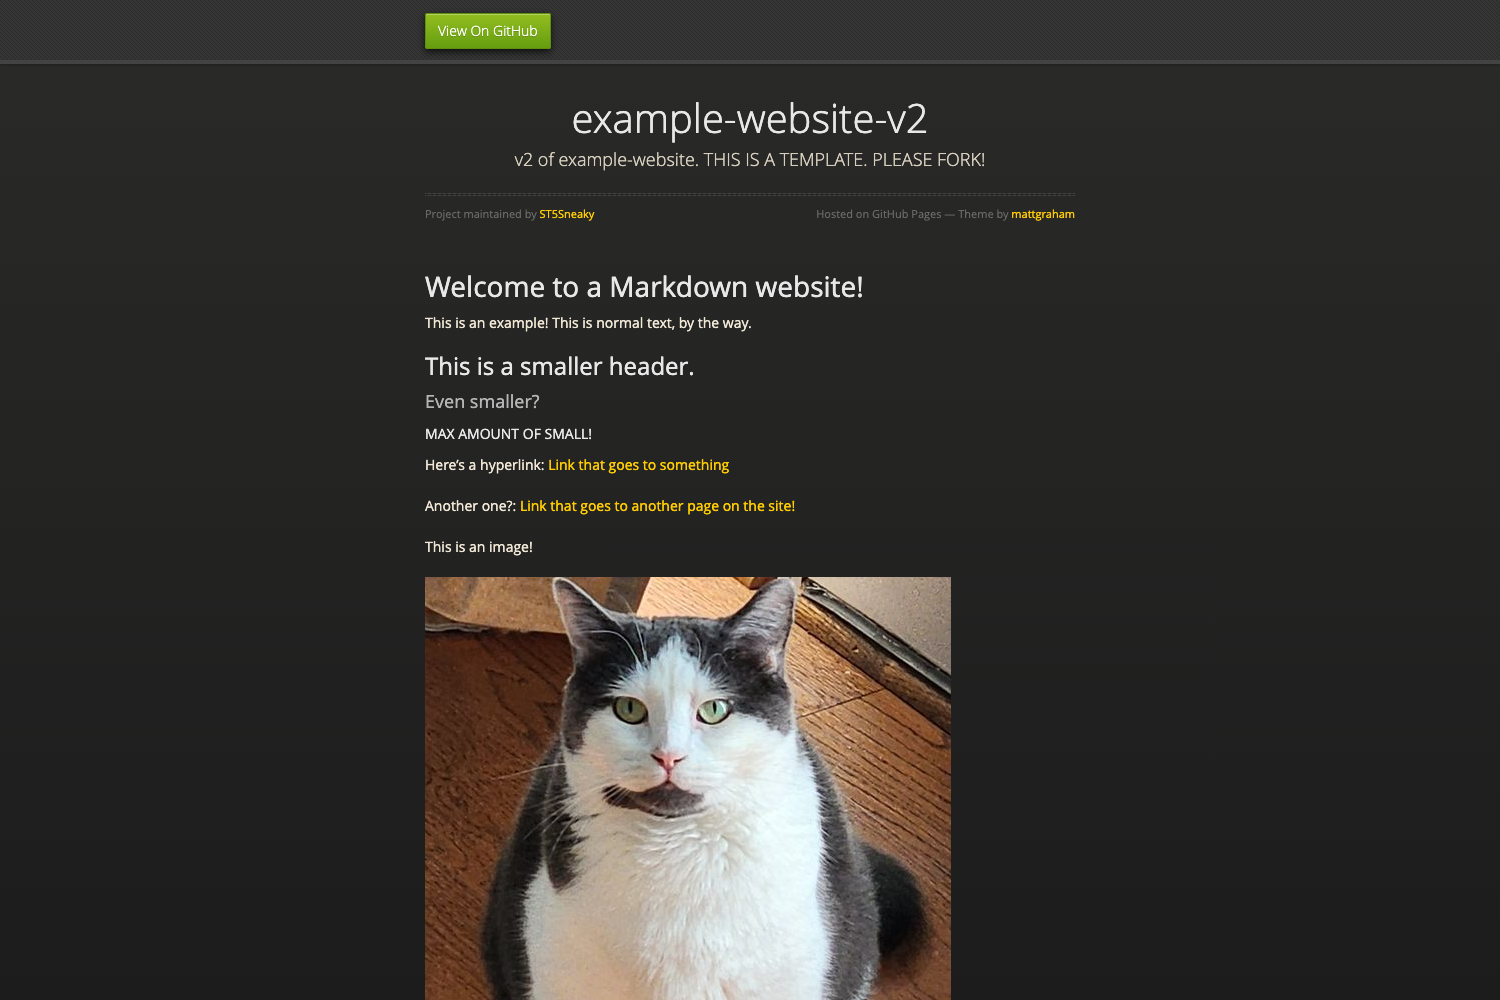 View On GitHub
example-website-v2
v2 of example-website. THIS IS A TEMPLATE. PLEASE FORK!
Project maintained by ST5Sneaky
Hosted on GitHub Pages — Theme by mattgraham
Welcome to a Markdown website!
This is an example! This is normal text, by the way.
This is a smaller header.
Even smaller?
MAX AMOUNT OF SMALL!
Here’s a hyperlink: Link that goes to something
Another one?: Link that goes to another page on the site!
This is an image!